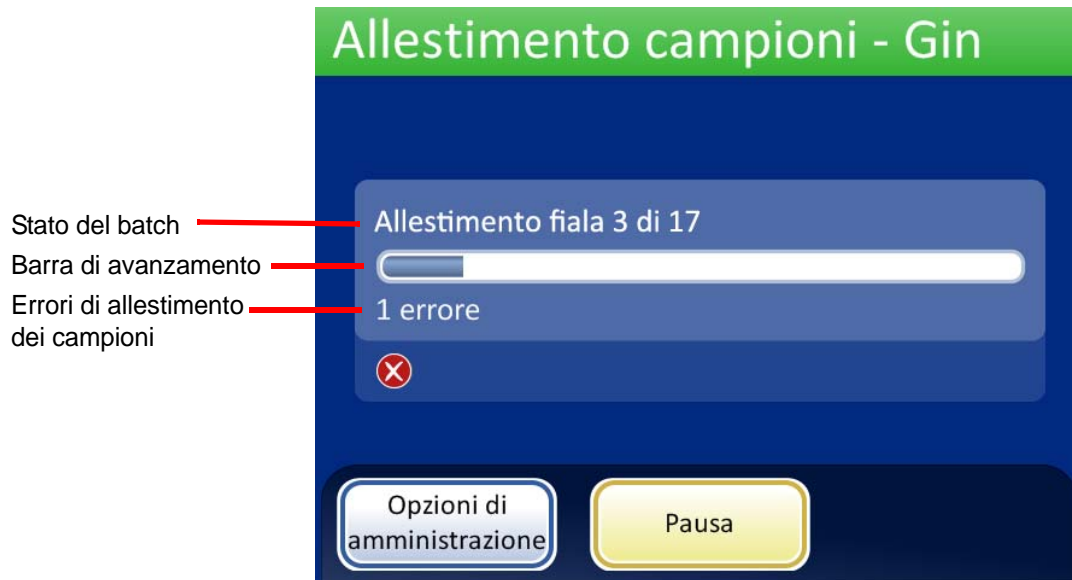 Allestimento campioni - Gin
Stato del batch
Allestimento fiala 3 di 17
Barra di avanzamento
Errori di allestimento
dei campioni
1 errore
Opzioni di
amministrazione
Pausa